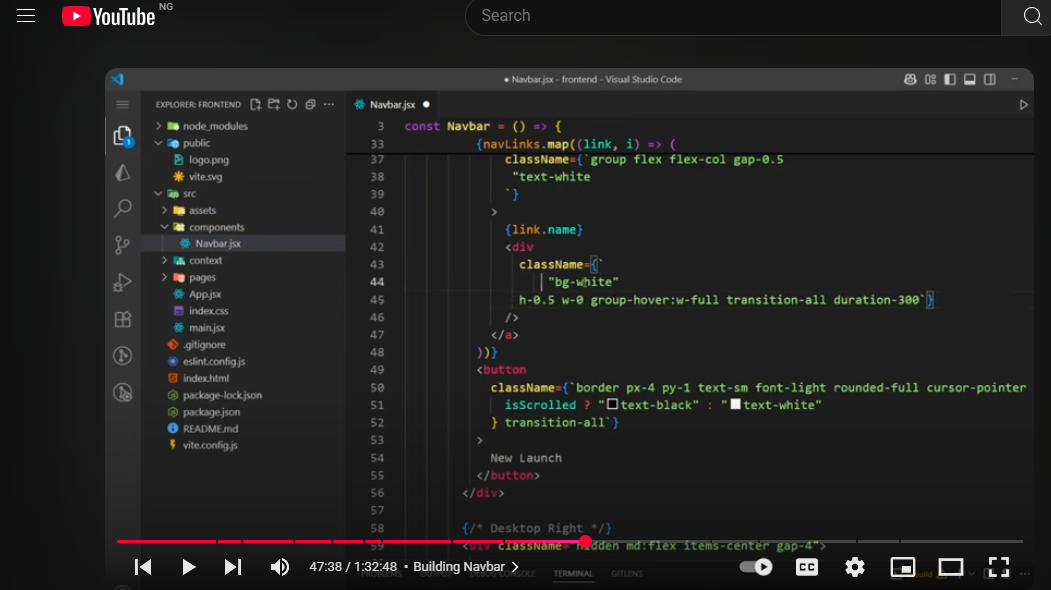 YouTube NG
Search
● Navbar.jsx - frontend - Visual Studio Code
EXPLORER: FRONTEND
1
node_modules
public
logo.png
vite.svg
src
assets
components
Navbar.jsx
context
pages
App.jsx
index.css
main.jsx
.gitignore
eslint.config.js
index.html
package-lock.json
package.json
README.md
vite.config.js
Navbar.jsx ●
3 const Navbar = () => {
33 {navLinks.map((link, i) => (
37 className={`group flex flex-col gap-0.5
38 "text-white
39 `}
40 >
41 {link.name}
42 <div
43 className={`
44 "bg-white"
45 h-0.5 w-0 group-hover:w-full transition-all duration-300`}
46 />
47 </a>
48 ))}
49 <button
50 className={`border px-4 py-1 text-sm font-light rounded-full cursor-pointer
51 isScrolled ? "text-black" : "text-white"
52 } transition-all`}
53 >
54 New Launch
55 </button>
56 </div>
57
58 {/* Desktop Right */}
59 <div className="hidden md:flex items-center gap-4">
PROBLEMS OUTPUT DEBUG CONSOLE TERMINAL GITLENS
build
47:38 / 1:32:48 • Building Navbar
CC